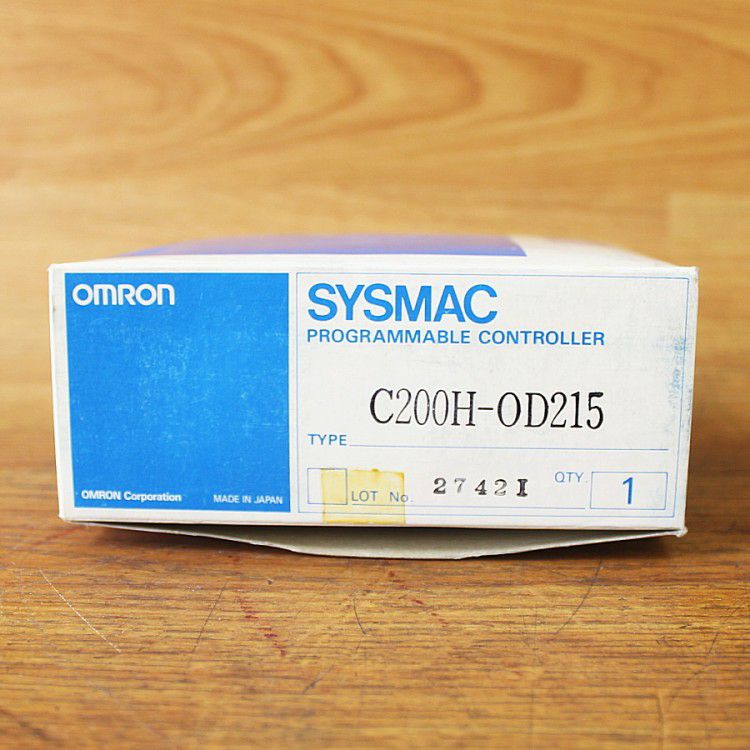 OMRON
SYSMAC
PROGRAMMABLE CONTROLLER
C200H-OD215
TYPE
LOT No. 2742I
QTY. 1
OMRON Corporation
MADE IN JAPAN